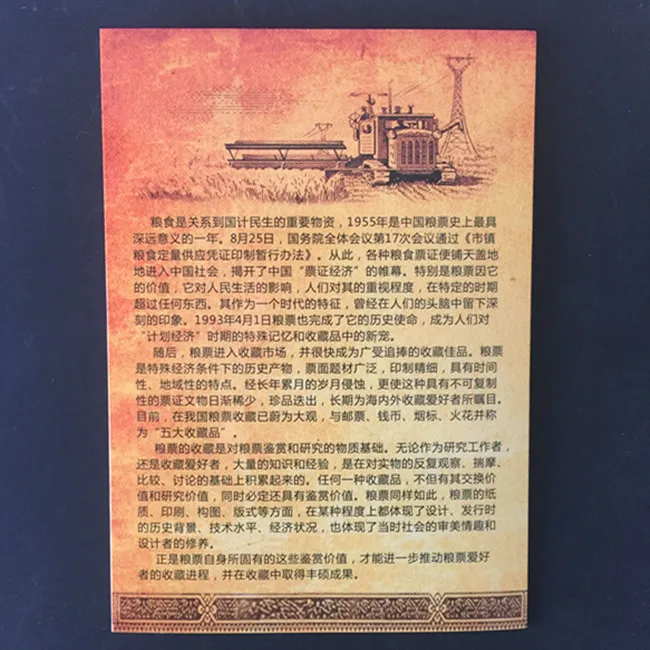 粮食是关系到国计民生的重要物资，1955年是中国粮票史上最具
深远意义的一年。8月25日，国务院全体会议第17次会议通过《市镇
粮食定量供应凭证印制暂行办法》。从此，各种粮食票证便铺天盖地
地进入中国社会，揭开了中国“票证经济”的帷幕。特别是粮票因它
的价值，它对人民生活的影响，人们对其的重视程度，在特定的时期
超过任何东西。其作为一个时代的特征，曾经在人们的头脑中留下深
刻的印象。1993年4月1日粮票也完成了它的历史使命，成为人们对
“计划经济”时期的特殊记忆和收藏品中的新宠。
随后，粮票进入收藏市场，并很快成为广受追捧的收藏佳品。粮票
是特殊经济条件下的历史产物，票面题材广泛，印制精细，具有时间
性、地域性的特点。经长年累月的岁月侵蚀，更使这种具有不可复制
性的票证文物日渐稀少，珍品迭出，长期为海内外收藏爱好者所瞩目。
目前，在我国粮票收藏已蔚为大观，与邮票、钱币、烟标、火花并称
为“五大收藏品”。
粮票的收藏是对粮票鉴赏和研究的物质基础。无论作为研究工作者，
还是收藏爱好者，大量的知识和经验，是在对实物的反复观察、揣摩、
比较、讨论的基础上积累起来的。任何一种收藏品，不但有其交换价
值和研究价值，同时必定还具有鉴赏价值。粮票同样如此，粮票的纸
质、印刷、构图、版式等方面，在某种程度上都体现了设计、发行时
的历史背景、技术水平、经济状况，也体现了当时社会的审美情趣和
设计者的修养。
正是粮票自身所固有的这些鉴赏价值，才能进一步推动粮票爱好
者的收藏进程，并在收藏中取得丰硕成果。